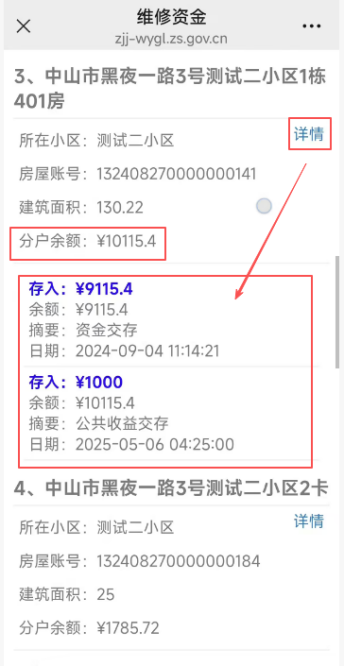 维修资金
zjj-wygl.zs.gov.cn
3、中山市黑夜一路3号测试二小区1栋
401房
所在小区：测试二小区
详情
房屋账号：132408270000000141
建筑面积：130.22
分户余额：¥10115.4
存入：¥9115.4
余额：¥9115.4
摘要：资金交存
日期：2024-09-04 11:14:21
存入：¥1000
余额：¥10115.4
摘要：公共收益交存
日期：2025-05-06 04:25:00
4、中山市黑夜一路3号测试二小区2卡
所在小区：测试二小区
详情
房屋账号：132408270000000184
建筑面积：25
分户余额：¥1785.72